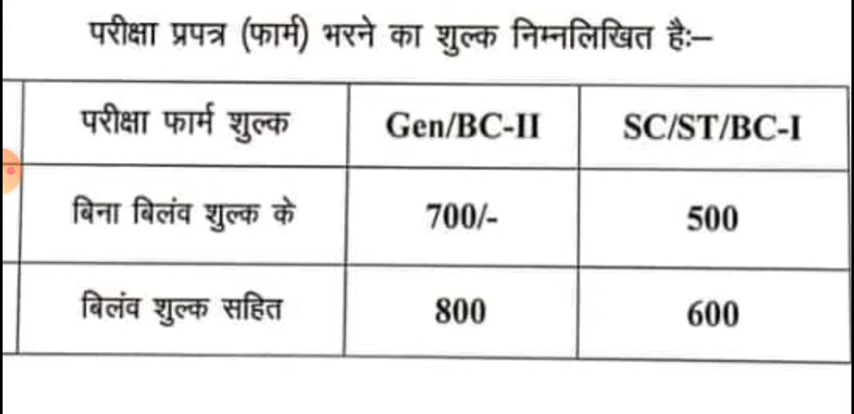 परीक्षा प्रपत्र (फार्म) भरने का शुल्क निम्नलिखित हैः–
परीक्षा फार्म शुल्क Gen/BC-II SC/ST/BC-I
बिना बिलंव शुल्क के 700/- 500
बिलंव शुल्क सहित 800 600